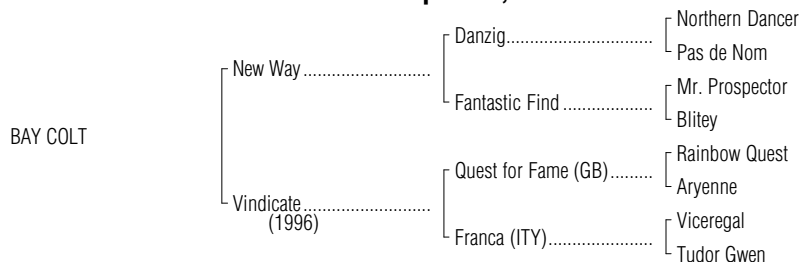 Northern Dancer
Danzig
Pas de Nom
New Way
Mr. Prospector
Fantastic Find
Blitey
BAY COLT
Rainbow Quest
Quest for Fame (GB)
Aryenne
Vindicate
(1996)
Viceregal
Franca (ITY)
Tudor Gwen